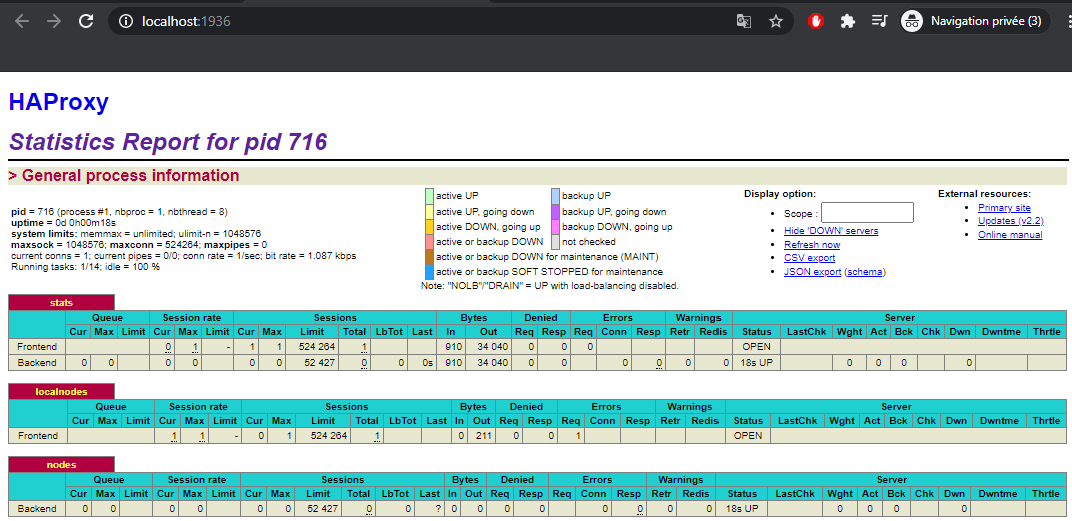 localhost:1936
Navigation privée (3)
HAProxy
Statistics Report for pid 716
> General process information
pid = 716 (process #1, nbproc = 1, nbthread = 8)
uptime = 0d 0h00m18s
system limits: memmax = unlimited; ulimit-n = 1048576
maxsock = 1048576; maxconn = 524264; maxpipes = 0
current conns = 1; current pipes = 0/0; conn rate = 1/sec; bit rate = 1.087 kbps
Running tasks: 1/14; idle = 100 %
active UP backup UP
active UP, going down backup UP, going down
active DOWN, going up backup DOWN, going up
active or backup DOWN not checked
active or backup DOWN for maintenance (MAINT)
active or backup SOFT STOPPED for maintenance
Note: "NOLB"/"DRAIN" = UP with load-balancing disabled.
Display option:
• Scope :
• Hide 'DOWN' servers
• Refresh now
• CSV export
• JSON export (schema)
External resources:
• Primary site
• Updates (v2.2)
• Online manual
stats
Queue Session rate Sessions Bytes Denied Errors Warnings Server
Cur Max Limit Cur Max Limit Cur Max Limit Total LbTot Last In Out Req Resp Req Conn Resp Retr Redis Status LastChk Wght Act Bck Chk Dwn Dwntme Thrtle
Frontend 0 1 - 1 1 524 264 1 910 34 040 0 0 0 OPEN
Backend 0 0 0 0 0 0 52 427 0 0 0s 910 34 040 0 0 0 0 0 0 18s UP 0 0 0 0
localnodes
Queue Session rate Sessions Bytes Denied Errors Warnings Server
Cur Max Limit Cur Max Limit Cur Max Limit Total LbTot Last In Out Req Resp Req Conn Resp Retr Redis Status LastChk Wght Act Bck Chk Dwn Dwntme Thrtle
Frontend 1 1 - 0 1 524 264 1 0 211 0 0 1 OPEN
nodes
Queue Session rate Sessions Bytes Denied Errors Warnings Server
Cur Max Limit Cur Max Limit Cur Max Limit Total LbTot Last In Out Req Resp Req Conn Resp Retr Redis Status LastChk Wght Act Bck Chk Dwn Dwntme Thrtle
Backend 0 0 0 0 0 0 52 427 0 0 ? 0 0 0 0 0 0 0 0 18s UP 0 0 0 0